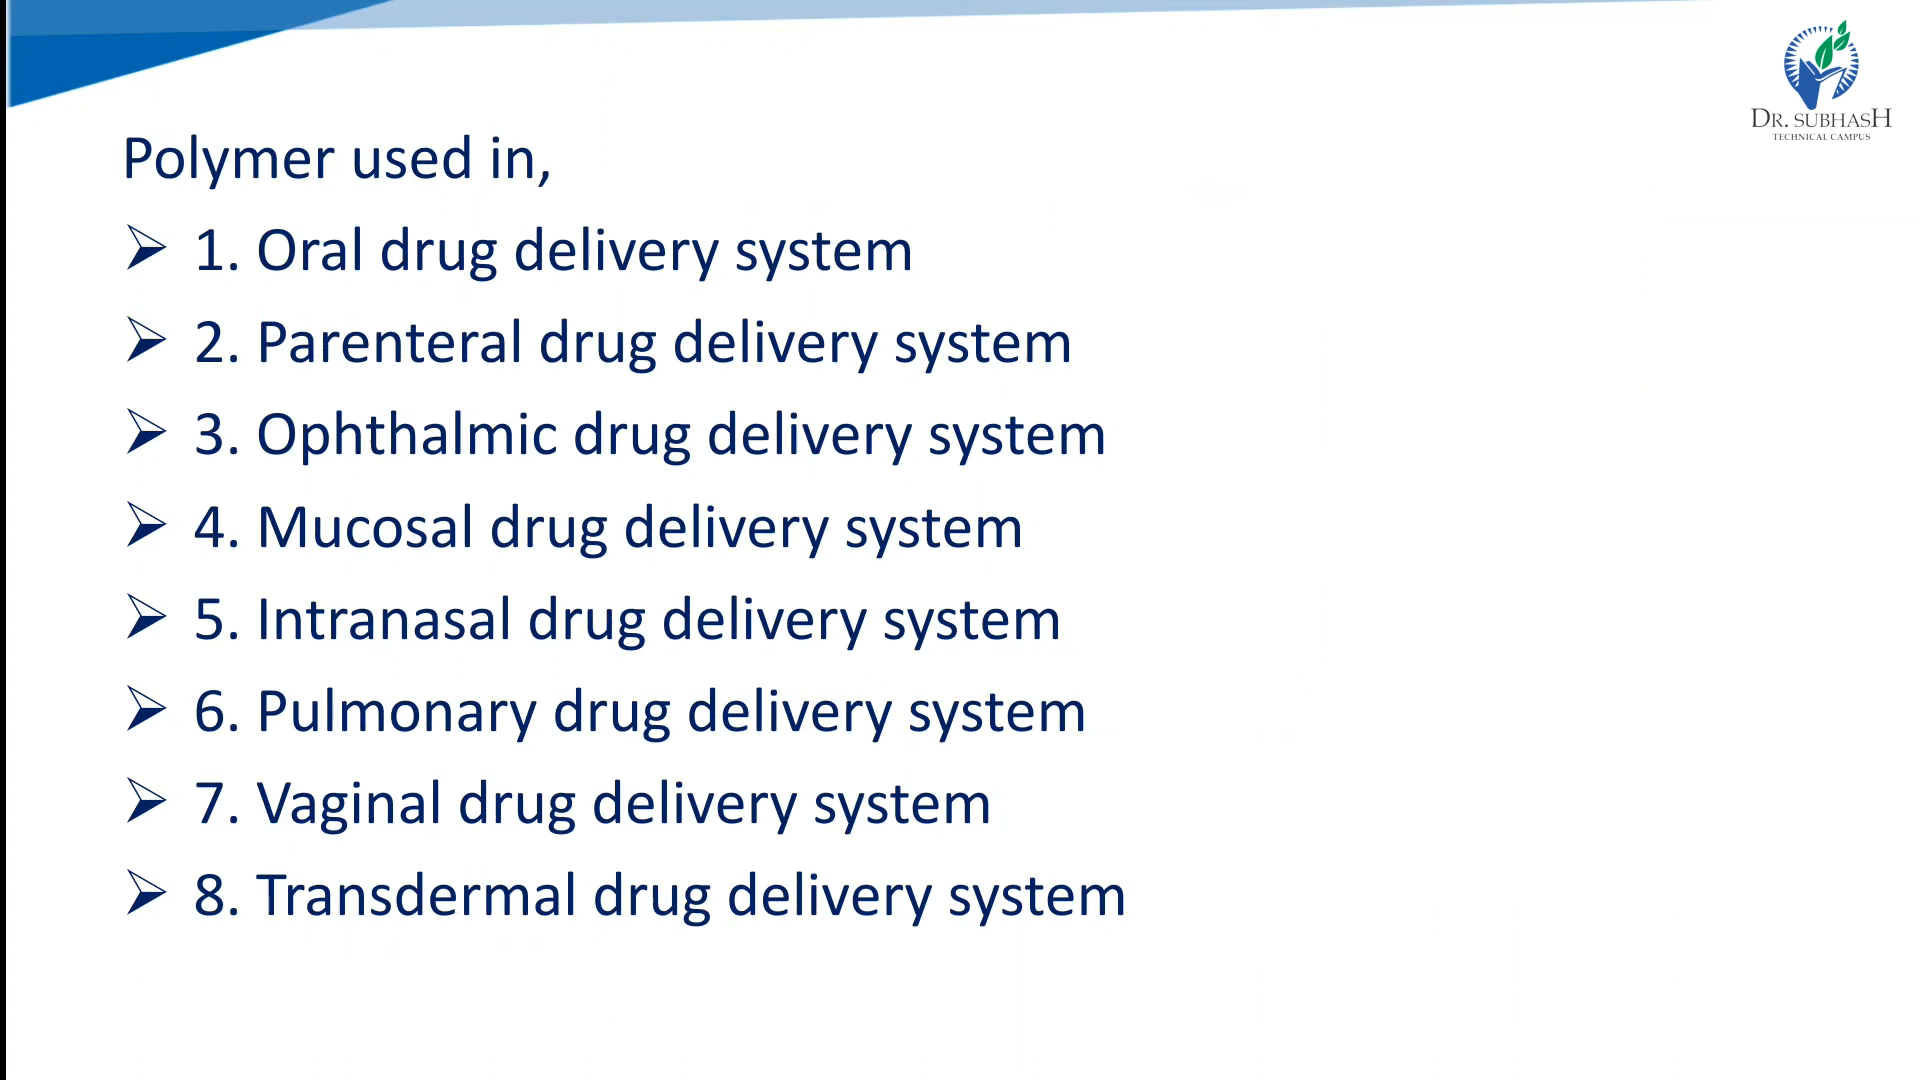 DR. SUBHASH
TECHNICAL CAMPUS
Polymer used in,
➢ 1. Oral drug delivery system
➢ 2. Parenteral drug delivery system
➢ 3. Ophthalmic drug delivery system
➢ 4. Mucosal drug delivery system
➢ 5. Intranasal drug delivery system
➢ 6. Pulmonary drug delivery system
➢ 7. Vaginal drug delivery system
➢ 8. Transdermal drug delivery system